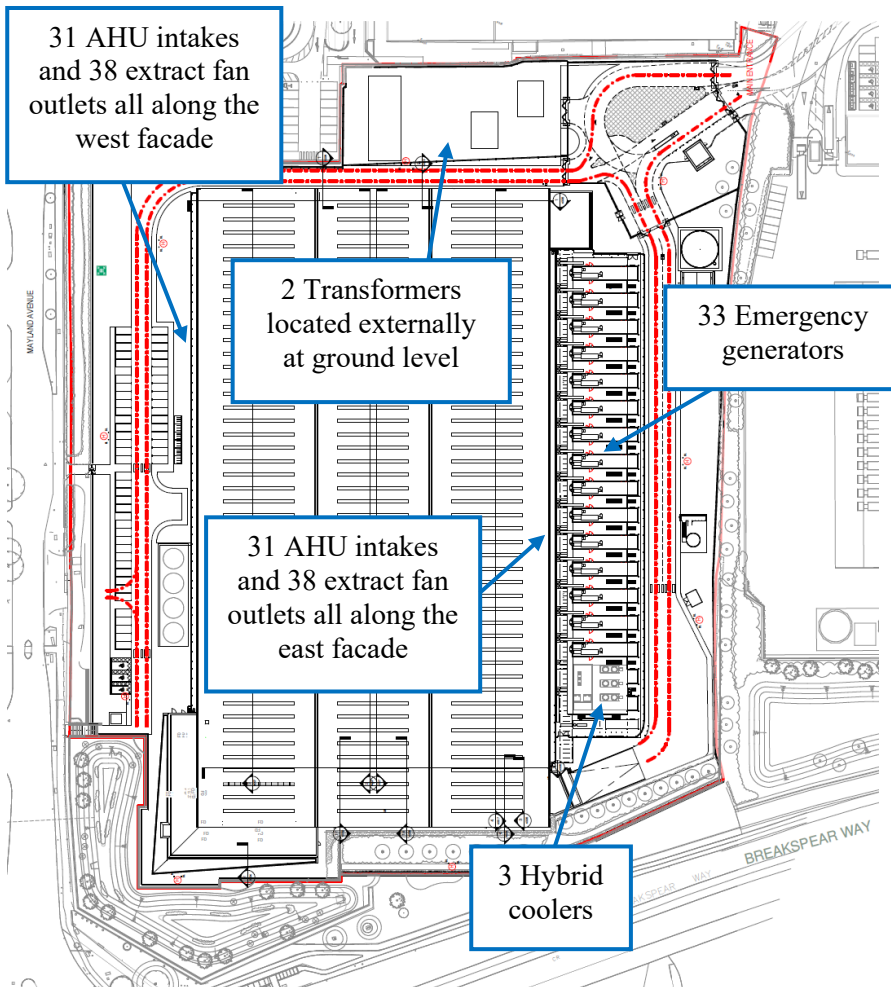 31 AHU intakes
and 38 extract fan
outlets all along the
west facade
MAIN ENTRANCE
2 Transformers
located externally
at ground level
33 Emergency
generators
MAYLAND AVENUE
31 AHU intakes
and 38 extract fan
outlets all along the
east facade
3 Hybrid
coolers
BREAKSPEAR WAY